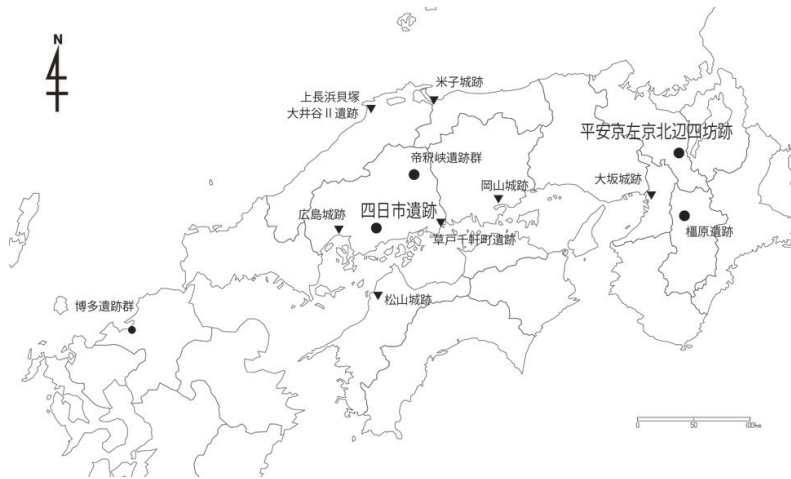 N
米子城跡
上長浜貝塚
大井谷Ⅱ遺跡
平安京左京北辺四坊跡
帝釈峡遺跡群
大坂城跡
岡山城跡
四日市遺跡
広島城跡
橿原遺跡
草戸千軒町遺跡
松山城跡
博多遺跡群
0 50 100km